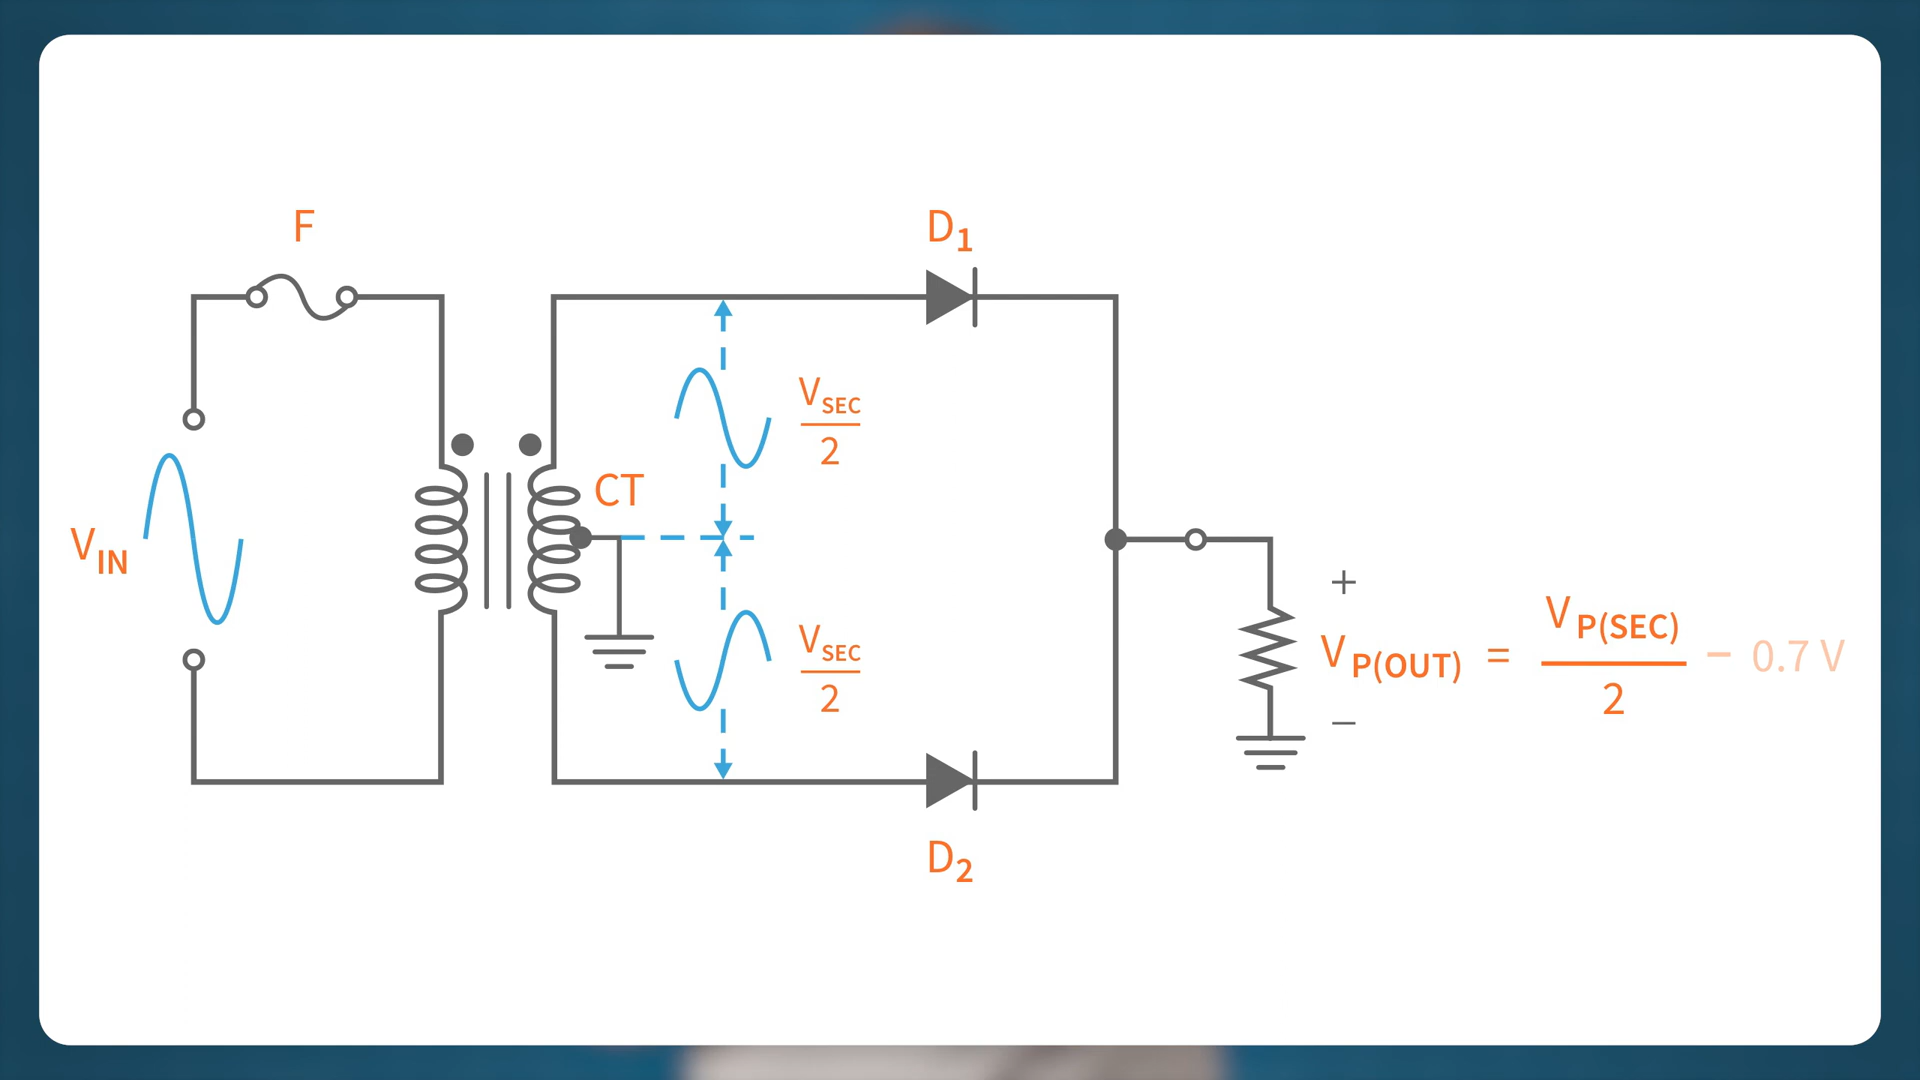 F
D1
VSEC
2
CT
VIN
+
VP(OUT) = VP(SEC) / 2 − 0.7 V
−
VSEC
2
D2